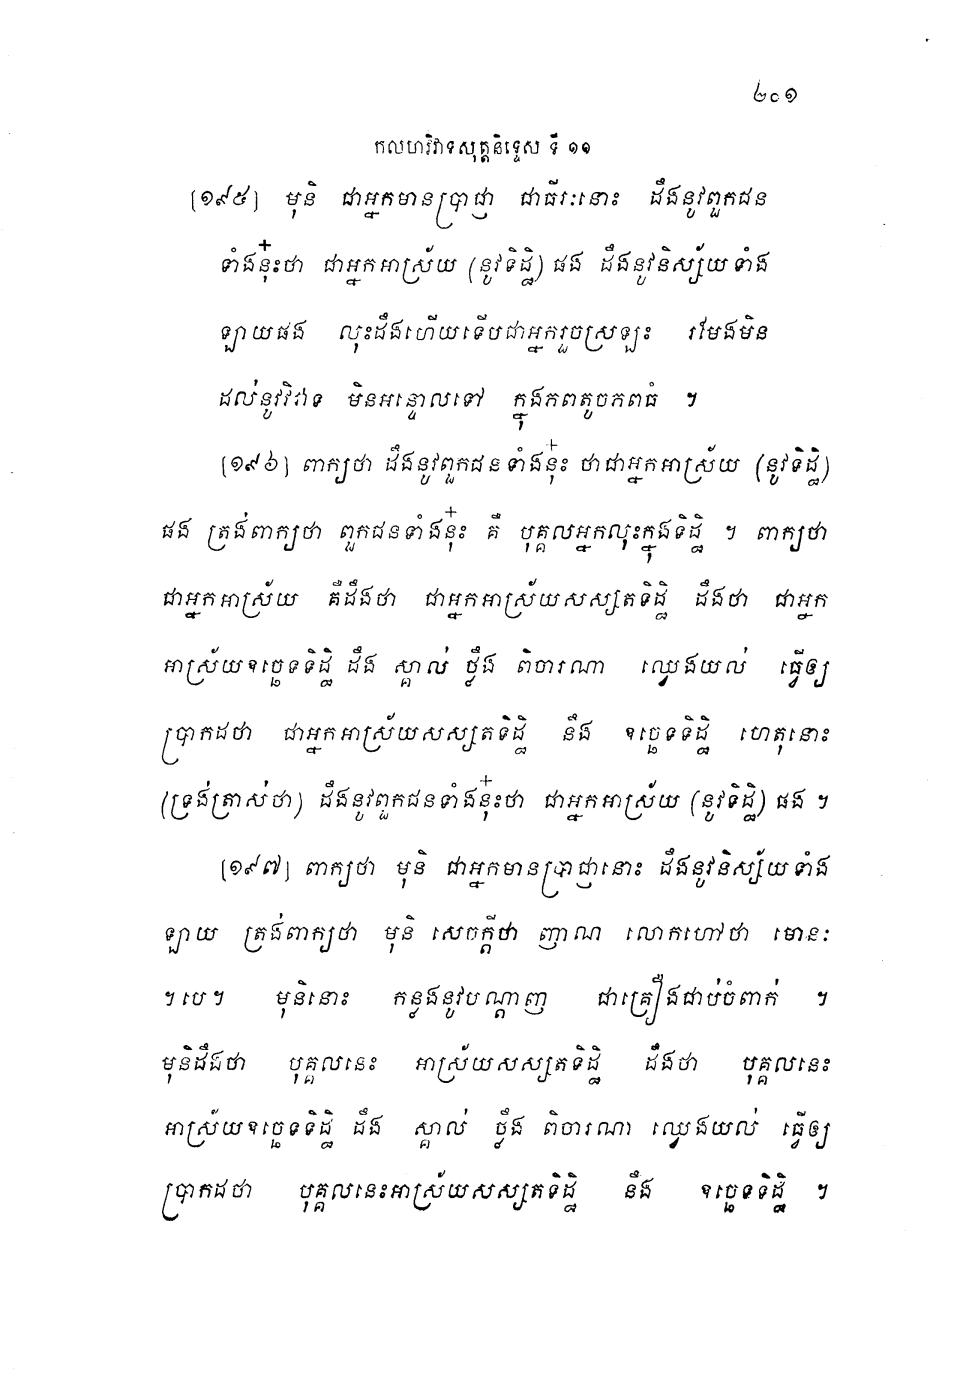 ២០១
កលហវិវាទសុត្តនិទ្ទេស ទី ១១
[១៩៥] មុនិ ជាអ្នកមានប្រាជ្ញា ជាធីរៈនោះ ដឹងនូវពួកជន
ទាំងនុ៎ះថា ជាអ្នកអាស្រ័យ (នូវទិដ្ឋិ) ផង ដឹងនូវនិស្ស័យទាំង
ឡាយផង លុះដឹងហើយទើបជាអ្នករួចស្រឡះ រមែងមិន
ដល់នូវវិវាទ មិនអន្ទោលទៅ ក្នុងភពតូចភពធំ ។
[១៩៦] ពាក្យថា ដឹងនូវពួកជនទាំងនុ៎ះ ថាជាអ្នកអាស្រ័យ (នូវទិដ្ឋិ)
ផង ត្រង់ពាក្យថា ពួកជនទាំងនុ៎ះ គឺ បុគ្គលអ្នកលុះក្នុងទិដ្ឋិ ។ ពាក្យថា
ជាអ្នកអាស្រ័យ គឺដឹងថា ជាអ្នកអាស្រ័យសស្សតទិដ្ឋិ ដឹងថា ជាអ្នក
អាស្រ័យឧច្ឆេទទិដ្ឋិ ដឹង ស្គាល់ ថ្លឹង ពិចារណា ឈ្វេងយល់ ធ្វើឲ្យ
ប្រាកដថា ជាអ្នកអាស្រ័យសស្សតទិដ្ឋិ នឹង ឧច្ឆេទទិដ្ឋិ ហេតុនោះ
(ទ្រង់ត្រាស់ថា) ដឹងនូវពួកជនទាំងនុ៎ះថា ជាអ្នកអាស្រ័យ (នូវទិដ្ឋិ) ផង ។
[១៩៧] ពាក្យថា មុនិ ជាអ្នកមានប្រាជ្ញានោះ ដឹងនូវនិស្ស័យទាំង
ឡាយ ត្រង់ពាក្យថា មុនិ សេចក្តីថា ញាណ លោកហៅថា មោនៈ
។ បេ ។ មុនិនោះ កន្លងនូវបណ្តាញ ជាគ្រឿងជាប់ចំពាក់ ។
មុនិដឹងថា បុគ្គលនេះ អាស្រ័យសស្សតទិដ្ឋិ ដឹងថា បុគ្គលនេះ
អាស្រ័យឧច្ឆេទទិដ្ឋិ ដឹង ស្គាល់ ថ្លឹង ពិចារណា ឈ្វេងយល់ ធ្វើឲ្យ
ប្រាកដថា បុគ្គលនេះអាស្រ័យសស្សតទិដ្ឋិ នឹង ឧច្ឆេទទិដ្ឋិ ។